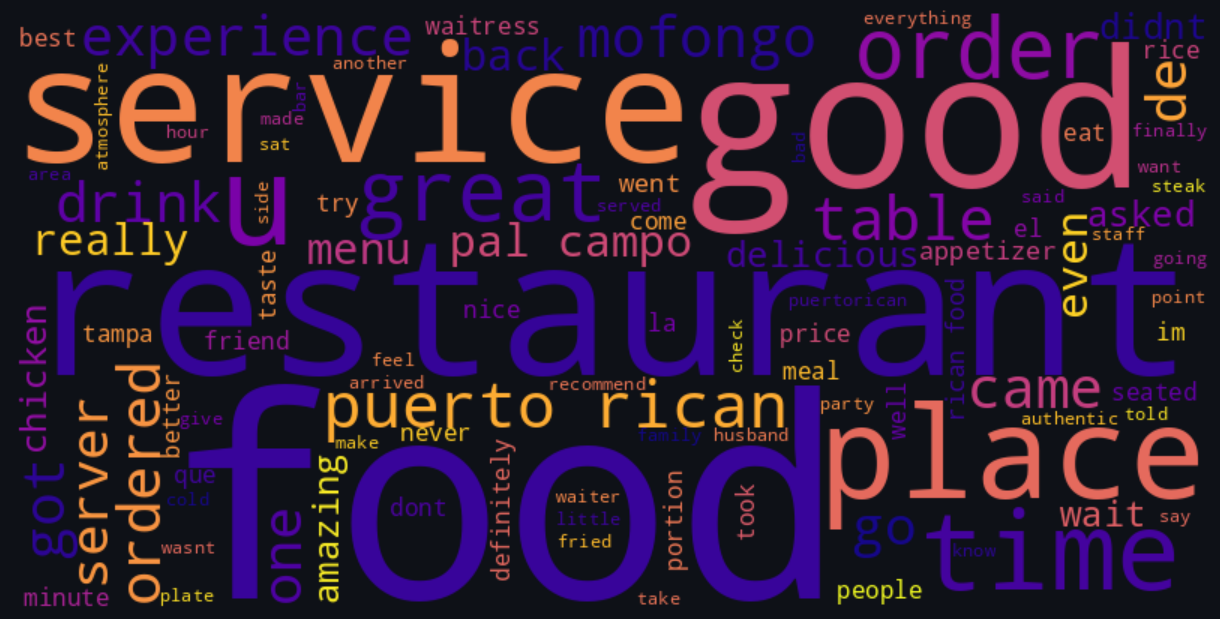 best
experience
waitress
back
mofongo
everything
order
didnt
rice
service
another
good
de
atmosphere
hour
made
bar
sat
bad
eat
finally
area
drink
u
side
try
great
went
served
come
table
said
el
want
steak
asked
staff
really
menu
pal campo
delicious
appetizer
even
going
restaurant
taste
nice
la
puertorican
rican food
point
tampa
friend
check
price
im
chicken
feel
meal
arrived
recommend
came
seated
ordered
better
give
puerto rican
party
well
authentic
told
make
never
family
husband
place
server
got
que
cold
food
amazing
dont
definitely
waiter
little
fried
portion
took
go
wait
say
wasnt
one
know
time
minute
plate
take
people